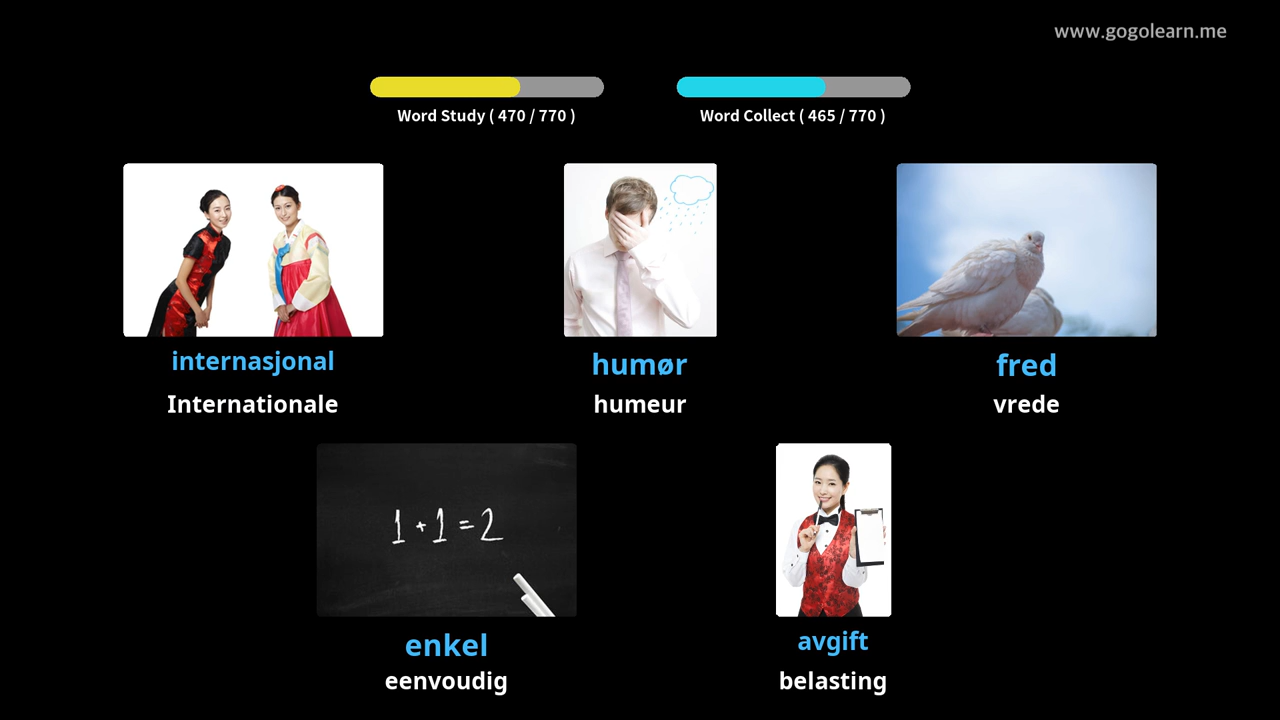 www.gogolearn.me
Word Study ( 470 / 770 )
Word Collect ( 465 / 770 )
internasjonal
Internationale
humør
humeur
fred
vrede
1 + 1 = 2
enkel
eenvoudig
avgift
belasting